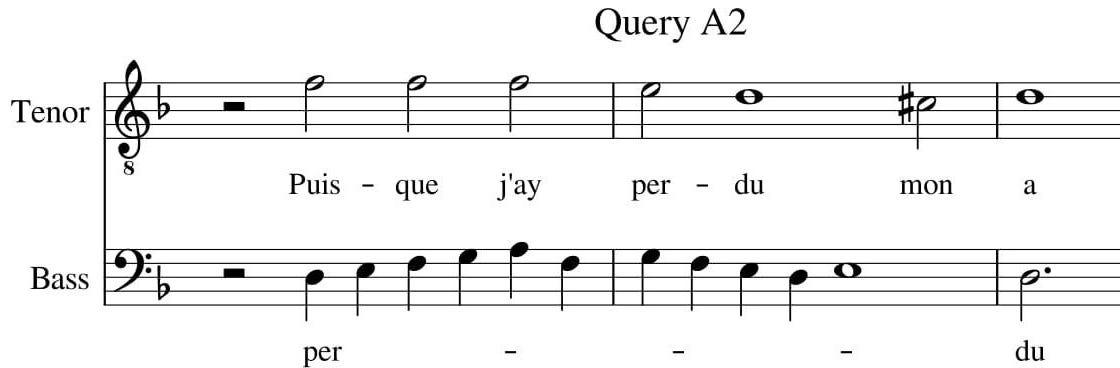 Query A2
Tenor
8
Puis - que j'ay per - du mon a
Bass
per - - - du